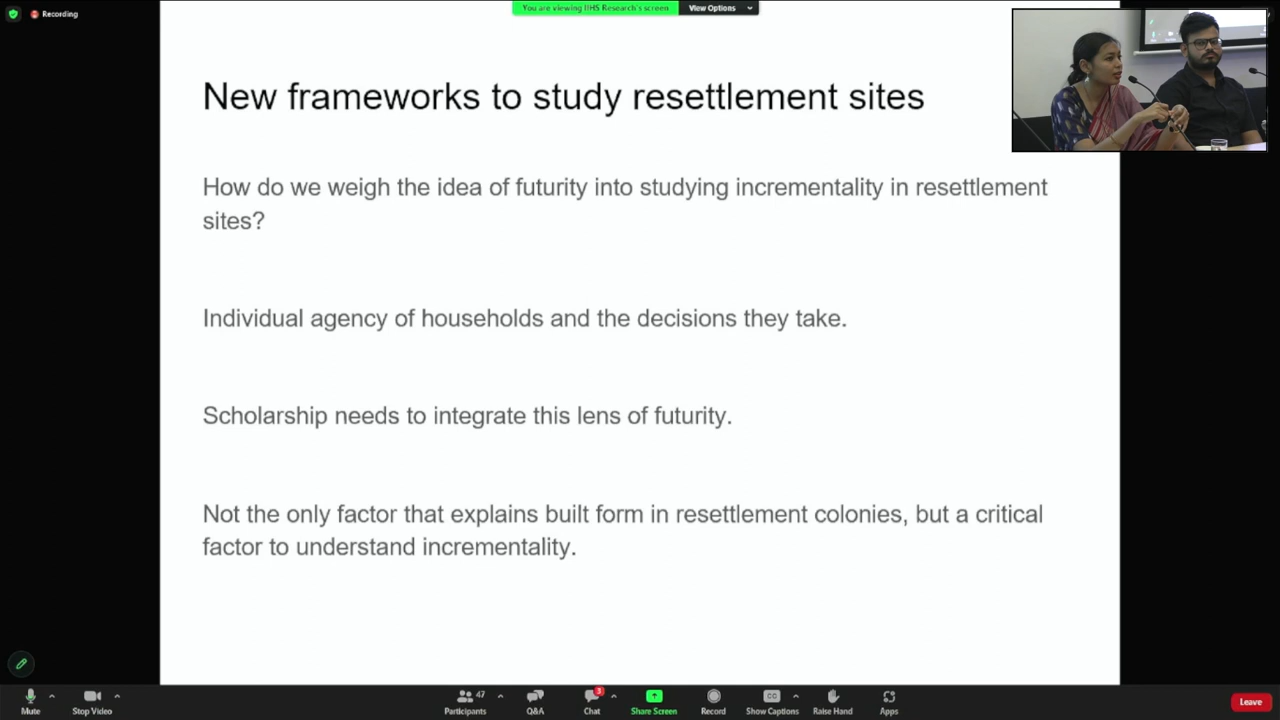 Recording
You are viewing IIHS Research's screen
View Options
New frameworks to study resettlement sites
How do we weigh the idea of futurity into studying incrementality in resettlement
sites?
Individual agency of households and the decisions they take.
Scholarship needs to integrate this lens of futurity.
Not the only factor that explains built form in resettlement colonies, but a critical
factor to understand incrementality.
47
3
CC
Mute
Stop Video
Participants
Q&A
Chat
Share Screen
Record
Show Captions
Raise Hand
Apps
Leave